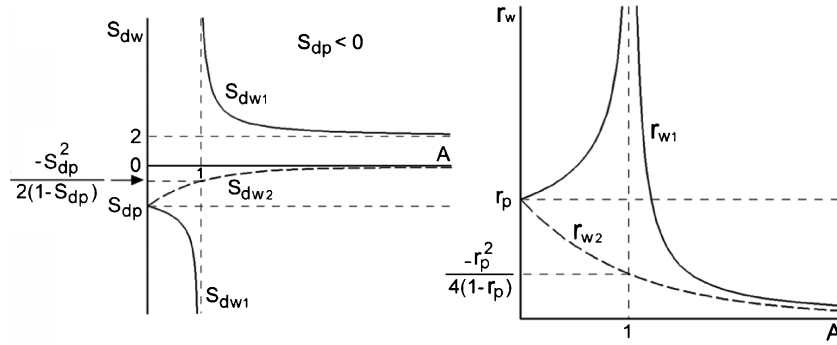 S_dw
S_dp < 0
S_dw1
2
A
0
1
-S_dp^2
2(1-S_dp)
S_dw2
S_dp
S_dw1
r_w
r_w1
r_p
r_w2
-r_p^2
4(1-r_p)
1
A